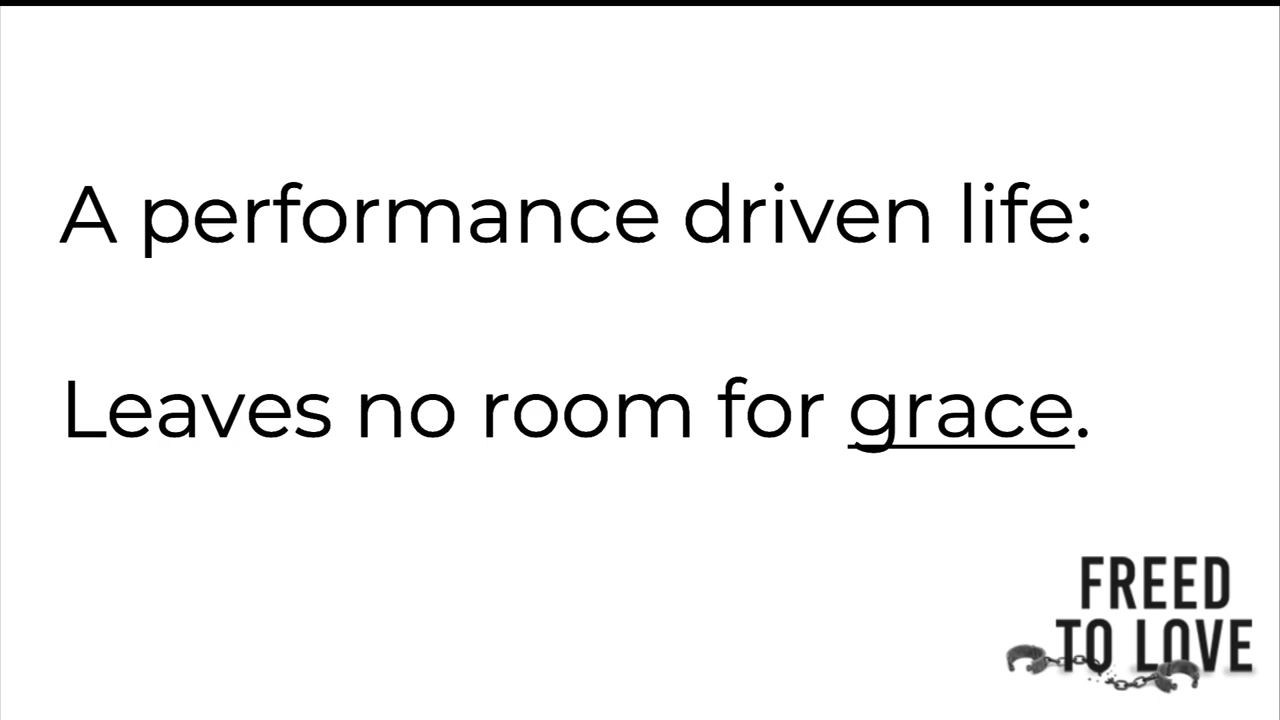 A performance driven life:
Leaves no room for grace.
FREED
TO LOVE